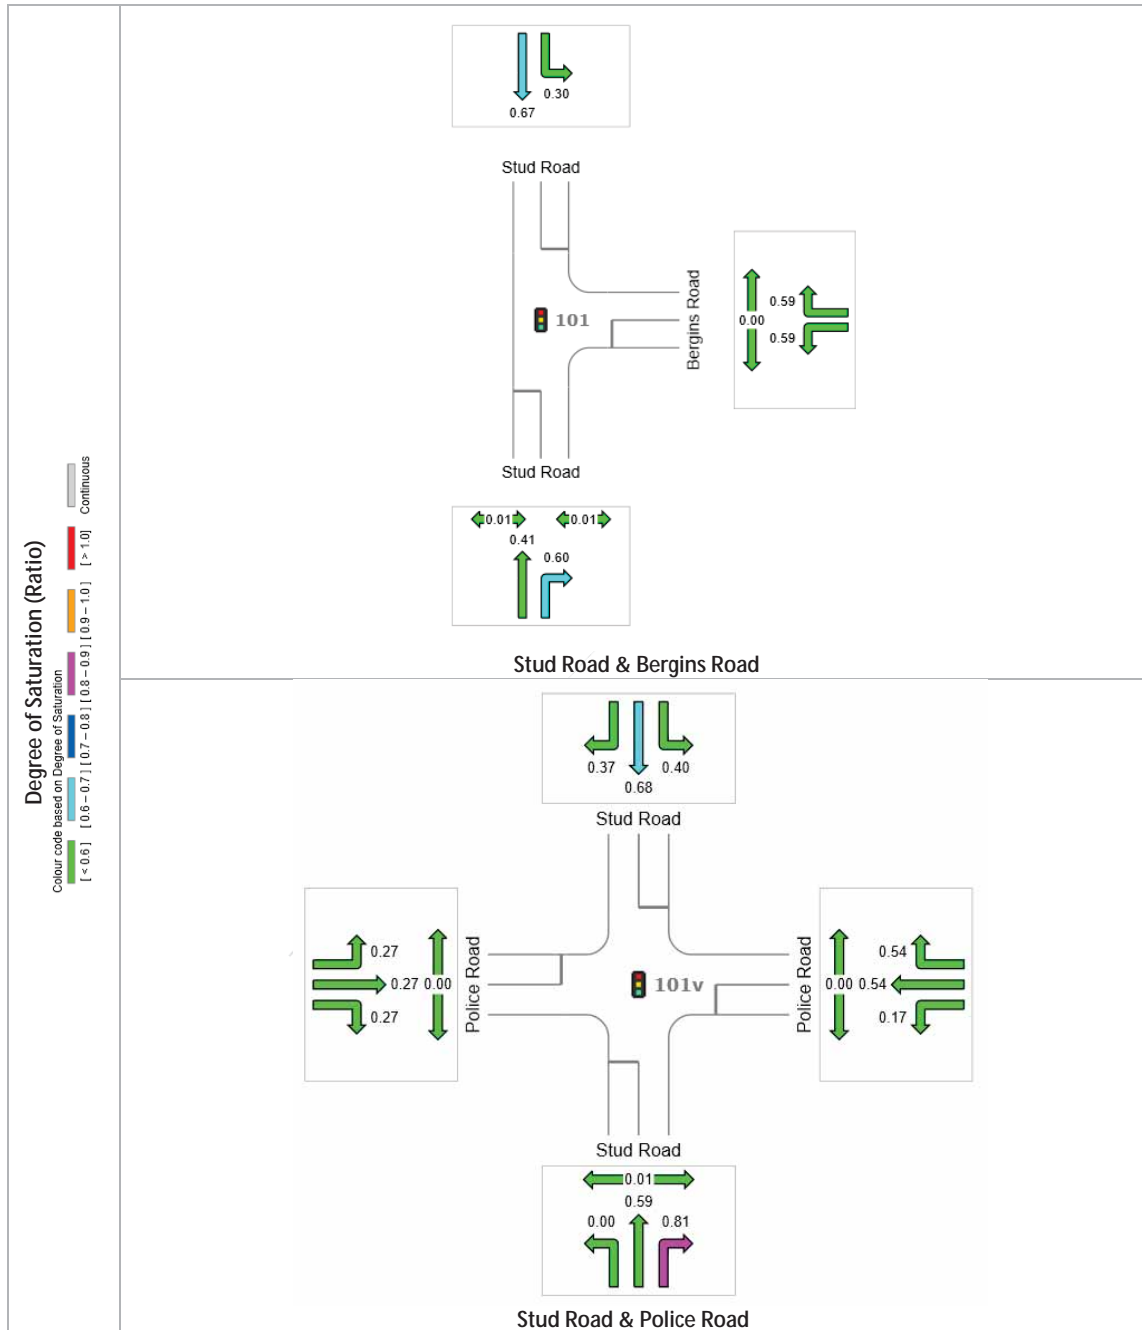 Degree of Saturation (Ratio)
Colour code based on Degree of Saturation
[ < 0.6 ] [ 0.6 – 0.7 ] [ 0.7 – 0.8 ] [ 0.8 – 0.9 ] [ 0.9 – 1.0 ] [ > 1.0 ] Continuous
0.30
0.67
Stud Road
Bergins Road
101
0.59
0.00
0.59
Stud Road
0.01 0.01
0.41
0.60
Stud Road & Bergins Road
0.37 0.40
0.68
Stud Road
Police Road
0.27
0.27 0.00
0.27
101v
Police Road
0.54
0.00 0.54
0.17
Stud Road
0.01
0.59
0.00 0.81
Stud Road & Police Road